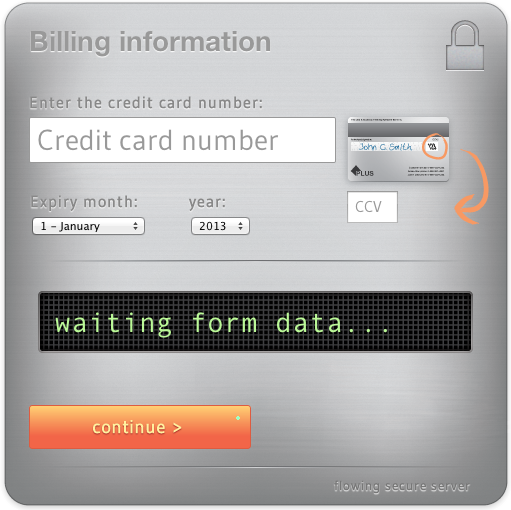 Billing information
Enter the credit card number:
Credit card number
John C. Smith
PLUS
Expiry month:
year:
1 - January
2013
CCV
waiting form data...
continue >
flowing secure server